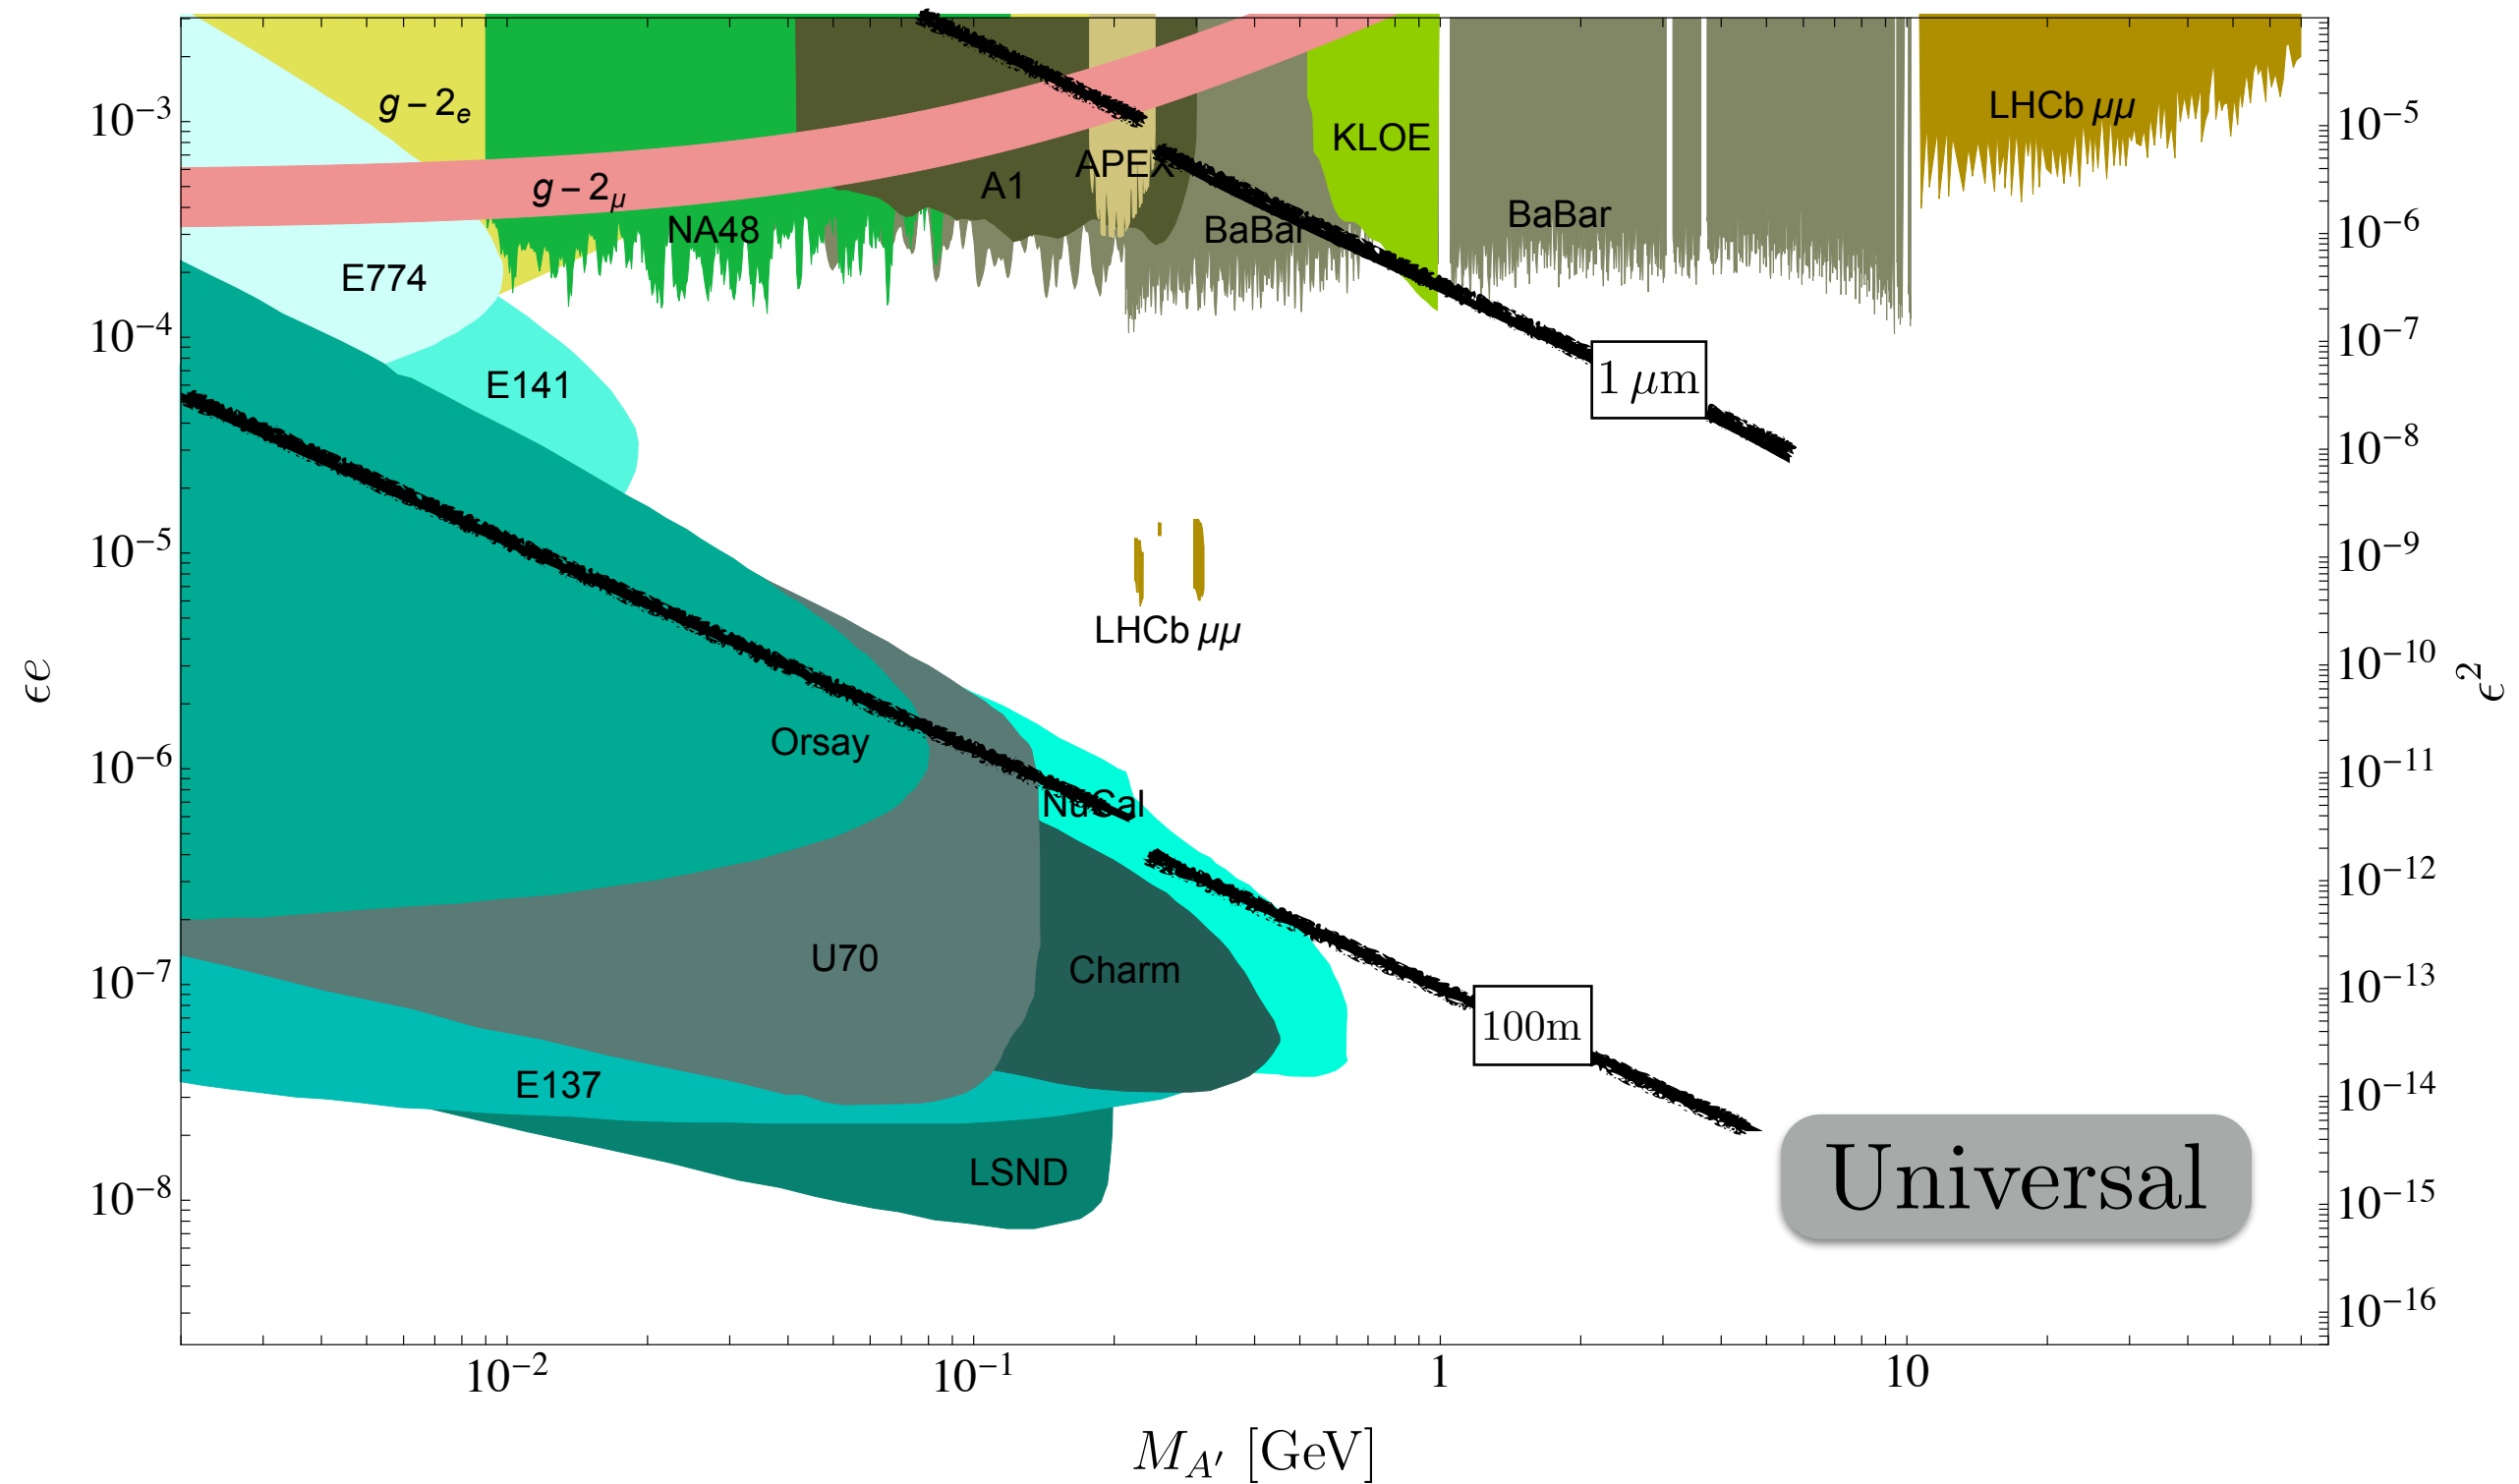 10⁻³
10⁻⁴
10⁻⁵
10⁻⁶
10⁻⁷
10⁻⁸
ϵe
g − 2ₑ
g − 2_μ
NA48
A1
APEX
KLOE
BaBar
BaBar
LHCb μμ
E774
E141
1 μm
LHCb μμ
Orsay
NuCal
U70
Charm
100m
E137
LSND
Universal
10⁻⁵
10⁻⁶
10⁻⁷
10⁻⁸
10⁻⁹
10⁻¹⁰
10⁻¹¹
10⁻¹²
10⁻¹³
10⁻¹⁴
10⁻¹⁵
10⁻¹⁶
ϵ²
10⁻²
10⁻¹
1
10
M_A′ [GeV]